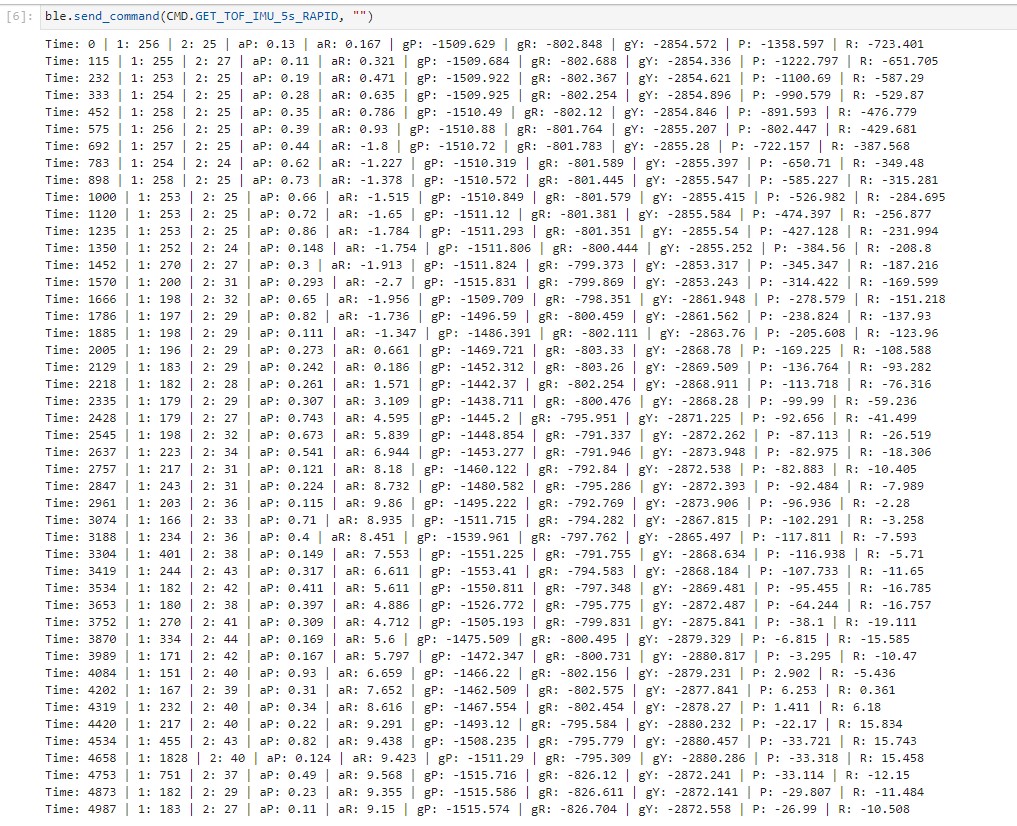 [6]: ble.send_command(CMD.GET_TOF_IMU_5s_RAPID, "")
Time: 0 | 1: 256 | 2: 25 | aP: 0.13 | aR: 0.167 | gP: -1509.629 | gR: -802.848 | gY: -2854.572 | P: -1358.597 | R: -723.401
Time: 115 | 1: 255 | 2: 27 | aP: 0.11 | aR: 0.321 | gP: -1509.684 | gR: -802.688 | gY: -2854.336 | P: -1222.797 | R: -651.705
Time: 232 | 1: 253 | 2: 25 | aP: 0.19 | aR: 0.471 | gP: -1509.922 | gR: -802.367 | gY: -2854.621 | P: -1100.69 | R: -587.29
Time: 333 | 1: 254 | 2: 25 | aP: 0.28 | aR: 0.635 | gP: -1509.925 | gR: -802.254 | gY: -2854.896 | P: -990.579 | R: -529.87
Time: 452 | 1: 258 | 2: 25 | aP: 0.35 | aR: 0.786 | gP: -1510.49 | gR: -802.12 | gY: -2854.846 | P: -891.593 | R: -476.779
Time: 575 | 1: 256 | 2: 25 | aP: 0.39 | aR: 0.93 | gP: -1510.88 | gR: -801.764 | gY: -2855.207 | P: -802.447 | R: -429.681
Time: 692 | 1: 257 | 2: 25 | aP: 0.44 | aR: -1.8 | gP: -1510.72 | gR: -801.783 | gY: -2855.28 | P: -722.157 | R: -387.568
Time: 783 | 1: 254 | 2: 24 | aP: 0.62 | aR: -1.227 | gP: -1510.319 | gR: -801.589 | gY: -2855.397 | P: -650.71 | R: -349.48
Time: 898 | 1: 258 | 2: 25 | aP: 0.73 | aR: -1.378 | gP: -1510.572 | gR: -801.445 | gY: -2855.547 | P: -585.227 | R: -315.281
Time: 1000 | 1: 253 | 2: 25 | aP: 0.66 | aR: -1.515 | gP: -1510.849 | gR: -801.579 | gY: -2855.415 | P: -526.982 | R: -284.695
Time: 1120 | 1: 253 | 2: 25 | aP: 0.72 | aR: -1.65 | gP: -1511.12 | gR: -801.381 | gY: -2855.584 | P: -474.397 | R: -256.877
Time: 1235 | 1: 253 | 2: 25 | aP: 0.86 | aR: -1.784 | gP: -1511.293 | gR: -801.351 | gY: -2855.54 | P: -427.128 | R: -231.994
Time: 1350 | 1: 252 | 2: 24 | aP: 0.148 | aR: -1.754 | gP: -1511.806 | gR: -800.444 | gY: -2855.252 | P: -384.56 | R: -208.8
Time: 1452 | 1: 270 | 2: 27 | aP: 0.3 | aR: -1.913 | gP: -1511.824 | gR: -799.373 | gY: -2853.317 | P: -345.347 | R: -187.216
Time: 1570 | 1: 200 | 2: 31 | aP: 0.293 | aR: -2.7 | gP: -1515.831 | gR: -799.869 | gY: -2853.243 | P: -314.422 | R: -169.599
Time: 1666 | 1: 198 | 2: 32 | aP: 0.65 | aR: -1.956 | gP: -1509.709 | gR: -798.351 | gY: -2861.948 | P: -278.579 | R: -151.218
Time: 1786 | 1: 197 | 2: 29 | aP: 0.82 | aR: -1.736 | gP: -1496.59 | gR: -800.459 | gY: -2861.562 | P: -238.824 | R: -137.93
Time: 1885 | 1: 198 | 2: 29 | aP: 0.111 | aR: -1.347 | gP: -1486.391 | gR: -802.111 | gY: -2863.76 | P: -205.608 | R: -123.96
Time: 2005 | 1: 196 | 2: 29 | aP: 0.273 | aR: 0.661 | gP: -1469.721 | gR: -803.33 | gY: -2868.78 | P: -169.225 | R: -108.588
Time: 2129 | 1: 183 | 2: 29 | aP: 0.242 | aR: 0.186 | gP: -1452.312 | gR: -803.26 | gY: -2869.509 | P: -136.764 | R: -93.282
Time: 2218 | 1: 182 | 2: 28 | aP: 0.261 | aR: 1.571 | gP: -1442.37 | gR: -802.254 | gY: -2868.911 | P: -113.718 | R: -76.316
Time: 2335 | 1: 179 | 2: 29 | aP: 0.307 | aR: 3.109 | gP: -1438.711 | gR: -800.476 | gY: -2868.28 | P: -99.99 | R: -59.236
Time: 2428 | 1: 179 | 2: 27 | aP: 0.743 | aR: 4.595 | gP: -1445.2 | gR: -795.951 | gY: -2871.225 | P: -92.656 | R: -41.499
Time: 2545 | 1: 198 | 2: 32 | aP: 0.673 | aR: 5.839 | gP: -1448.854 | gR: -791.337 | gY: -2872.262 | P: -87.113 | R: -26.519
Time: 2637 | 1: 223 | 2: 34 | aP: 0.541 | aR: 6.944 | gP: -1453.277 | gR: -791.946 | gY: -2873.948 | P: -82.975 | R: -18.306
Time: 2757 | 1: 217 | 2: 31 | aP: 0.121 | aR: 8.18 | gP: -1460.122 | gR: -792.84 | gY: -2872.538 | P: -82.883 | R: -10.405
Time: 2847 | 1: 243 | 2: 31 | aP: 0.224 | aR: 8.732 | gP: -1480.582 | gR: -795.286 | gY: -2872.393 | P: -92.484 | R: -7.989
Time: 2961 | 1: 203 | 2: 36 | aP: 0.115 | aR: 9.86 | gP: -1495.222 | gR: -792.769 | gY: -2873.906 | P: -96.936 | R: -2.28
Time: 3074 | 1: 166 | 2: 33 | aP: 0.71 | aR: 8.935 | gP: -1511.715 | gR: -794.282 | gY: -2867.815 | P: -102.291 | R: -3.258
Time: 3188 | 1: 234 | 2: 36 | aP: 0.4 | aR: 8.451 | gP: -1539.961 | gR: -797.762 | gY: -2865.497 | P: -117.811 | R: -7.593
Time: 3304 | 1: 401 | 2: 38 | aP: 0.149 | aR: 7.553 | gP: -1551.225 | gR: -791.755 | gY: -2868.634 | P: -116.938 | R: -5.71
Time: 3419 | 1: 244 | 2: 43 | aP: 0.317 | aR: 6.611 | gP: -1553.41 | gR: -794.583 | gY: -2868.184 | P: -107.733 | R: -11.65
Time: 3534 | 1: 182 | 2: 42 | aP: 0.411 | aR: 5.611 | gP: -1550.811 | gR: -797.348 | gY: -2869.481 | P: -95.455 | R: -16.785
Time: 3653 | 1: 180 | 2: 38 | aP: 0.397 | aR: 4.886 | gP: -1526.772 | gR: -795.775 | gY: -2872.487 | P: -64.244 | R: -16.757
Time: 3752 | 1: 270 | 2: 41 | aP: 0.309 | aR: 4.712 | gP: -1505.193 | gR: -799.831 | gY: -2875.841 | P: -38.1 | R: -19.111
Time: 3870 | 1: 334 | 2: 44 | aP: 0.169 | aR: 5.6 | gP: -1475.509 | gR: -800.495 | gY: -2879.329 | P: -6.815 | R: -15.585
Time: 3989 | 1: 171 | 2: 42 | aP: 0.167 | aR: 5.797 | gP: -1472.347 | gR: -800.731 | gY: -2880.817 | P: -3.295 | R: -10.47
Time: 4084 | 1: 151 | 2: 40 | aP: 0.93 | aR: 6.659 | gP: -1466.22 | gR: -802.156 | gY: -2879.231 | P: 2.902 | R: -5.436
Time: 4202 | 1: 167 | 2: 39 | aP: 0.31 | aR: 7.652 | gP: -1462.509 | gR: -802.575 | gY: -2877.841 | P: 6.253 | R: 0.361
Time: 4319 | 1: 232 | 2: 40 | aP: 0.34 | aR: 8.616 | gP: -1467.554 | gR: -802.454 | gY: -2878.27 | P: 1.411 | R: 6.18
Time: 4420 | 1: 217 | 2: 40 | aP: 0.22 | aR: 9.291 | gP: -1493.12 | gR: -795.584 | gY: -2880.232 | P: -22.17 | R: 15.834
Time: 4534 | 1: 455 | 2: 43 | aP: 0.82 | aR: 9.438 | gP: -1508.235 | gR: -795.779 | gY: -2880.457 | P: -33.721 | R: 15.743
Time: 4658 | 1: 1828 | 2: 40 | aP: 0.124 | aR: 9.423 | gP: -1511.29 | gR: -795.309 | gY: -2880.286 | P: -33.318 | R: 15.458
Time: 4753 | 1: 751 | 2: 37 | aP: 0.49 | aR: 9.568 | gP: -1515.716 | gR: -826.12 | gY: -2872.241 | P: -33.114 | R: -12.15
Time: 4873 | 1: 182 | 2: 29 | aP: 0.23 | aR: 9.355 | gP: -1515.586 | gR: -826.611 | gY: -2872.141 | P: -29.807 | R: -11.484
Time: 4987 | 1: 183 | 2: 27 | aP: 0.11 | aR: 9.15 | gP: -1515.574 | gR: -826.704 | gY: -2872.558 | P: -26.99 | R: -10.508